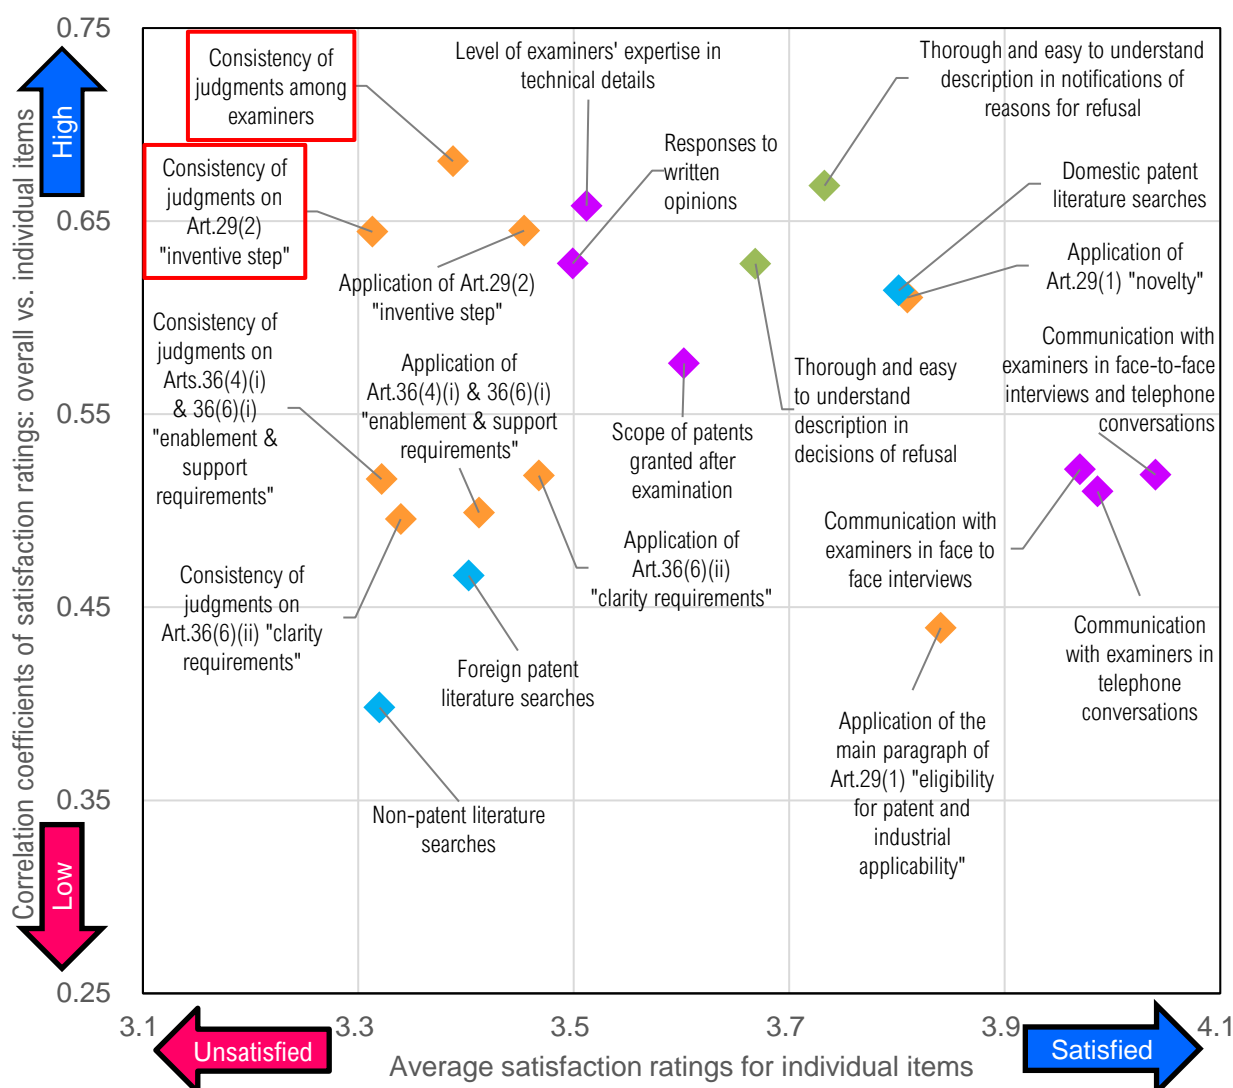 0.75
0.65
0.55
0.45
0.35
0.25
3.1
3.3
3.5
3.7
3.9
4.1
Correlation coefficients of satisfaction ratings: overall vs. individual items
High
Low
Consistency of
judgments among
examiners
Level of examiners' expertise in
technical details
Thorough and easy to understand
description in notifications of
reasons for refusal
Consistency of
judgments on
Art.29(2)
"inventive step"
Responses to
written
opinions
Domestic patent
literature searches
Application of Art.29(2)
"inventive step"
Application of
Art.29(1) "novelty"
Consistency of
judgments on
Arts.36(4)(i)
& 36(6)(i)
"enablement &
support
requirements"
Application of
Art.36(4)(i) & 36(6)(i)
"enablement & support
requirements"
Scope of patents
granted after
examination
Thorough and easy
to understand
description in
decisions of refusal
Communication with
examiners in face-to-face
interviews and telephone
conversations
Consistency of
judgments on
Art.36(6)(ii) "clarity
requirements"
Application of
Art.36(6)(ii)
"clarity requirements"
Communication with
examiners in face to
face interviews
Foreign patent
literature searches
Communication
with examiners in
telephone
conversations
Non-patent literature
searches
Application of the
main paragraph of
Art.29(1) "eligibility
for patent and
industrial
applicability"
Unsatisfied
Average satisfaction ratings for individual items
Satisfied